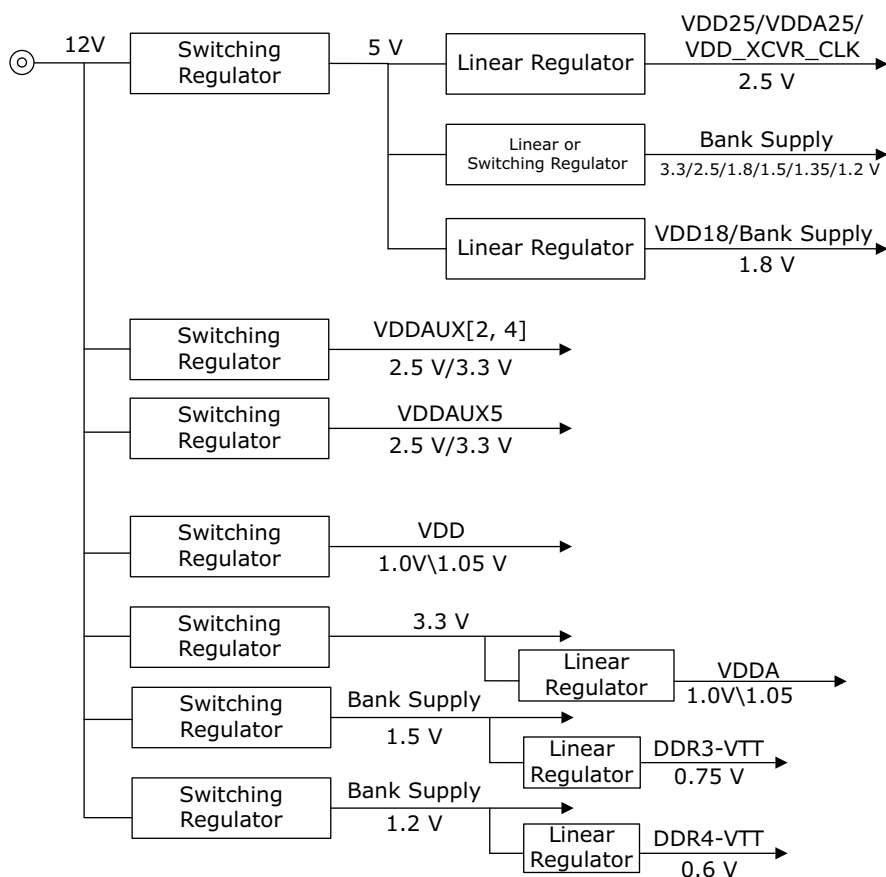 12V
Switching
Regulator
5 V
Linear Regulator
VDD25/VDDA25/
VDD_XCVR_CLK
2.5 V
Linear or
Switching Regulator
Bank Supply
3.3/2.5/1.8/1.5/1.35/1.2 V
Linear Regulator
VDD18/Bank Supply
1.8 V
Switching
Regulator
VDDAUX[2, 4]
2.5 V/3.3 V
Switching
Regulator
VDDAUX5
2.5 V/3.3 V
Switching
Regulator
VDD
1.0V\1.05 V
Switching
Regulator
3.3 V
Linear
Regulator
VDDA
1.0V\1.05
Switching
Regulator
Bank Supply
1.5 V
Linear
Regulator
DDR3-VTT
0.75 V
Switching
Regulator
Bank Supply
1.2 V
Linear
Regulator
DDR4-VTT
0.6 V